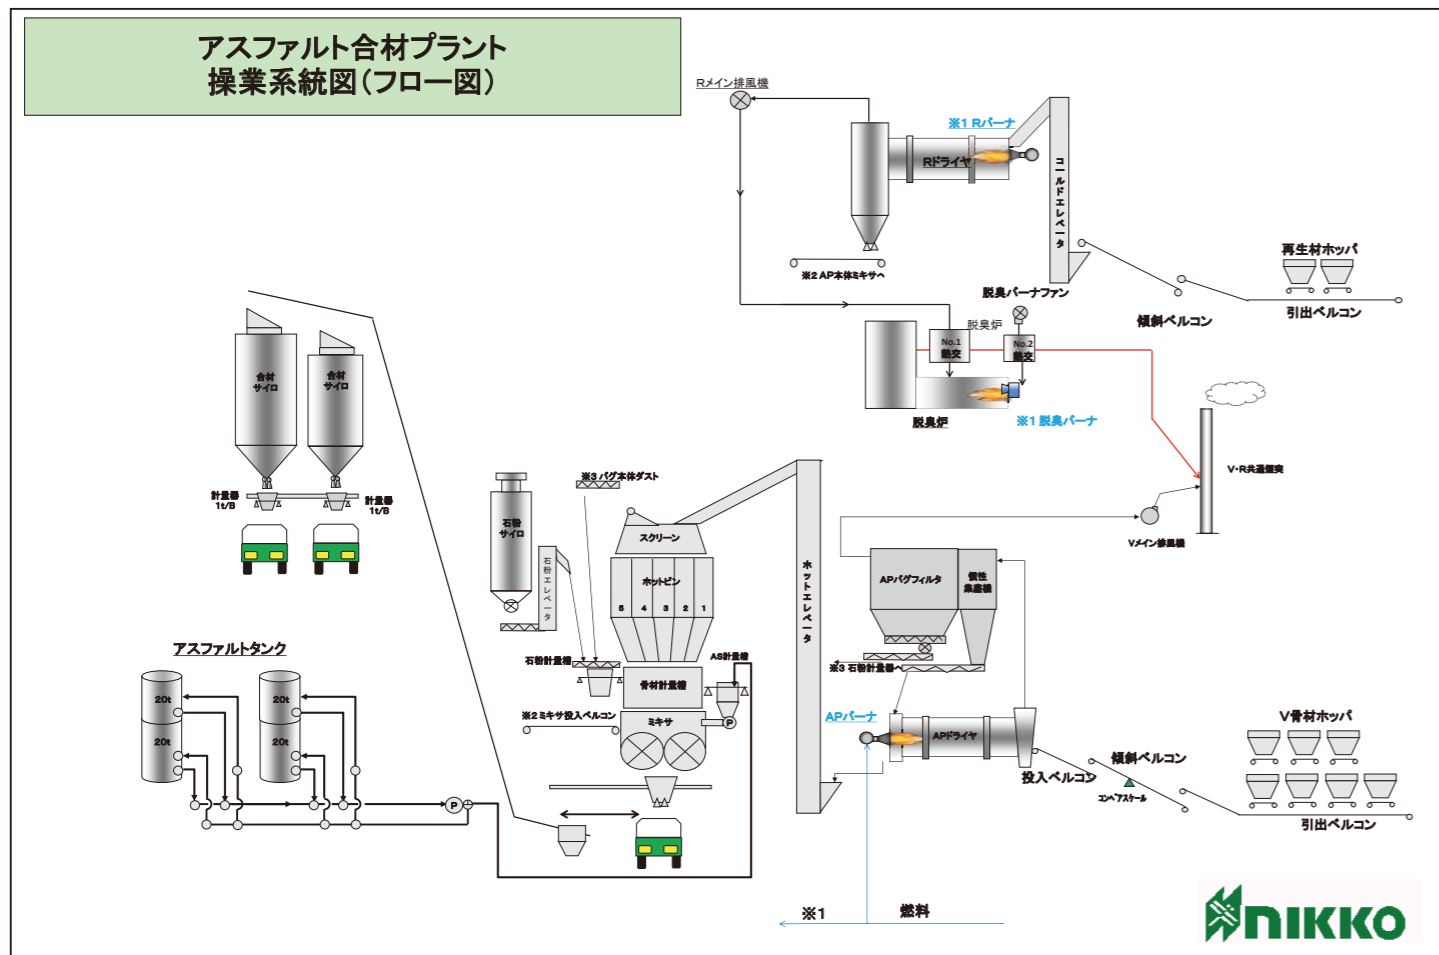 アスファルト合材プラント
操業系統図(フロー図)
Rメイン排風機
※1 Rバーナ
Rドライヤ
コールドエレベータ
※2 AP本体ミキサへ
再生材ホッパ
傾斜ベルコン
引出ベルコン
脱臭バーナファン
脱臭炉
No.1
熱交
No.2
熱交
脱臭炉
※1 脱臭バーナ
V・R共通煙突
Vメイン排風機
合材
サイロ
合材
サイロ
計量器
1t/B
計量器
1t/B
※3 バグ本体ダスト
石粉
サイロ
石粉エレベータ
スクリーン
ホットビン
5 4 3 2 1
ホットエレベータ
APバグフィルタ
慣性
集塵機
※3 石粉計量器へ
石粉計量槽
AS計量槽
骨材計量槽
※2 ミキサ投入ベルコン
ミキサ
P
アスファルトタンク
20t
20t
20t
20t
P
APバーナ
APドライヤ
投入ベルコン
傾斜ベルコン
コンベアスケール
V骨材ホッパ
引出ベルコン
※1
燃料
NIKKO